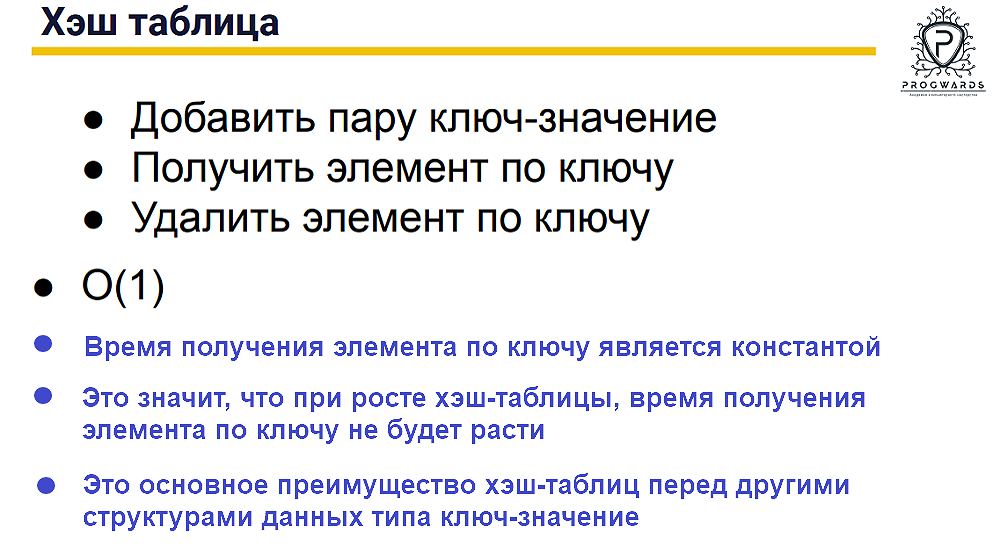 Хэш таблица
PROGWARDS
● Добавить пару ключ-значение
● Получить элемент по ключу
● Удалить элемент по ключу
● O(1)
● Время получения элемента по ключу является константой
● Это значит, что при росте хэш-таблицы, время получения
элемента по ключу не будет расти
● Это основное преимущество хэш-таблиц перед другими
структурами данных типа ключ-значение